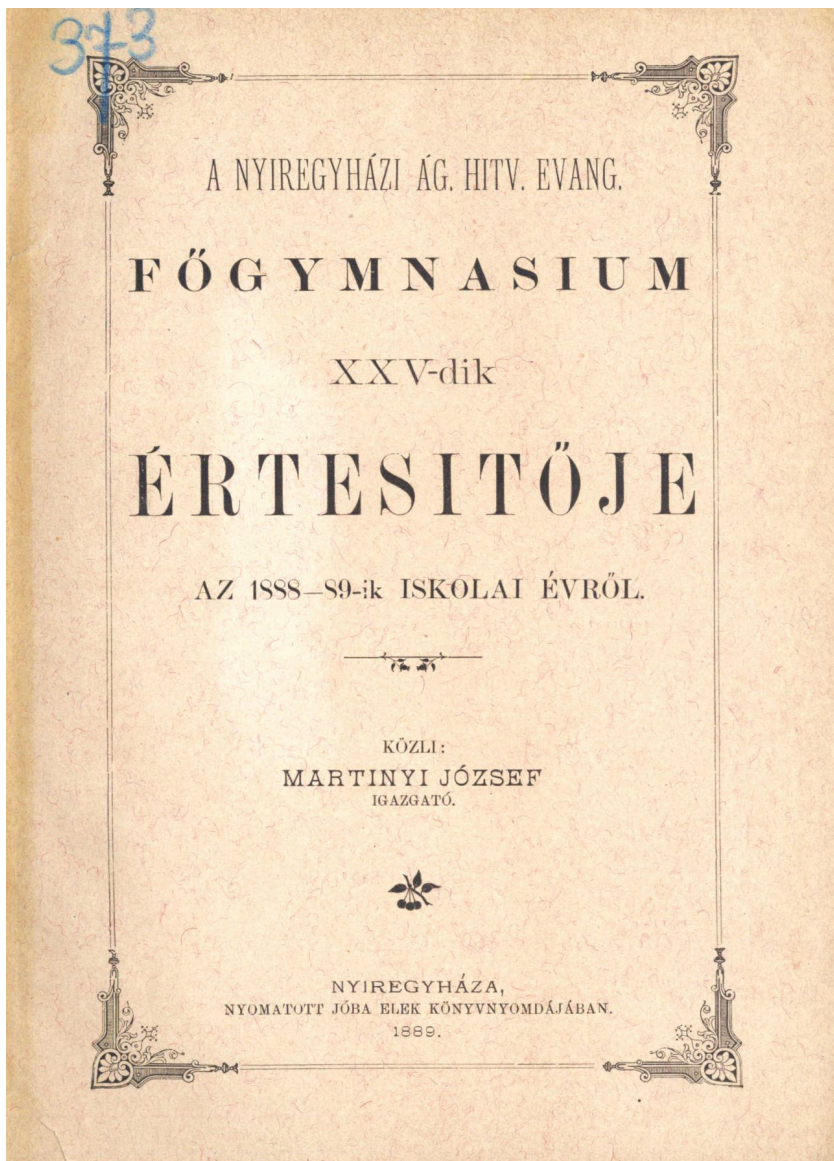 373
A NYIREGYHÁZI ÁG. HITV. EVANG.
FŐGYMNASIUM
XXV-dik
ÉRTESITŐJE
AZ 1888—89-ik ISKOLAI ÉVRŐL.
KÖZLI:
MARTINYI JÓZSEF
IGAZGATÓ.
NYIREGYHÁZA,
NYOMATOTT JÓBA ELEK KÖNYVNYOMDÁJÁBAN.
1889.